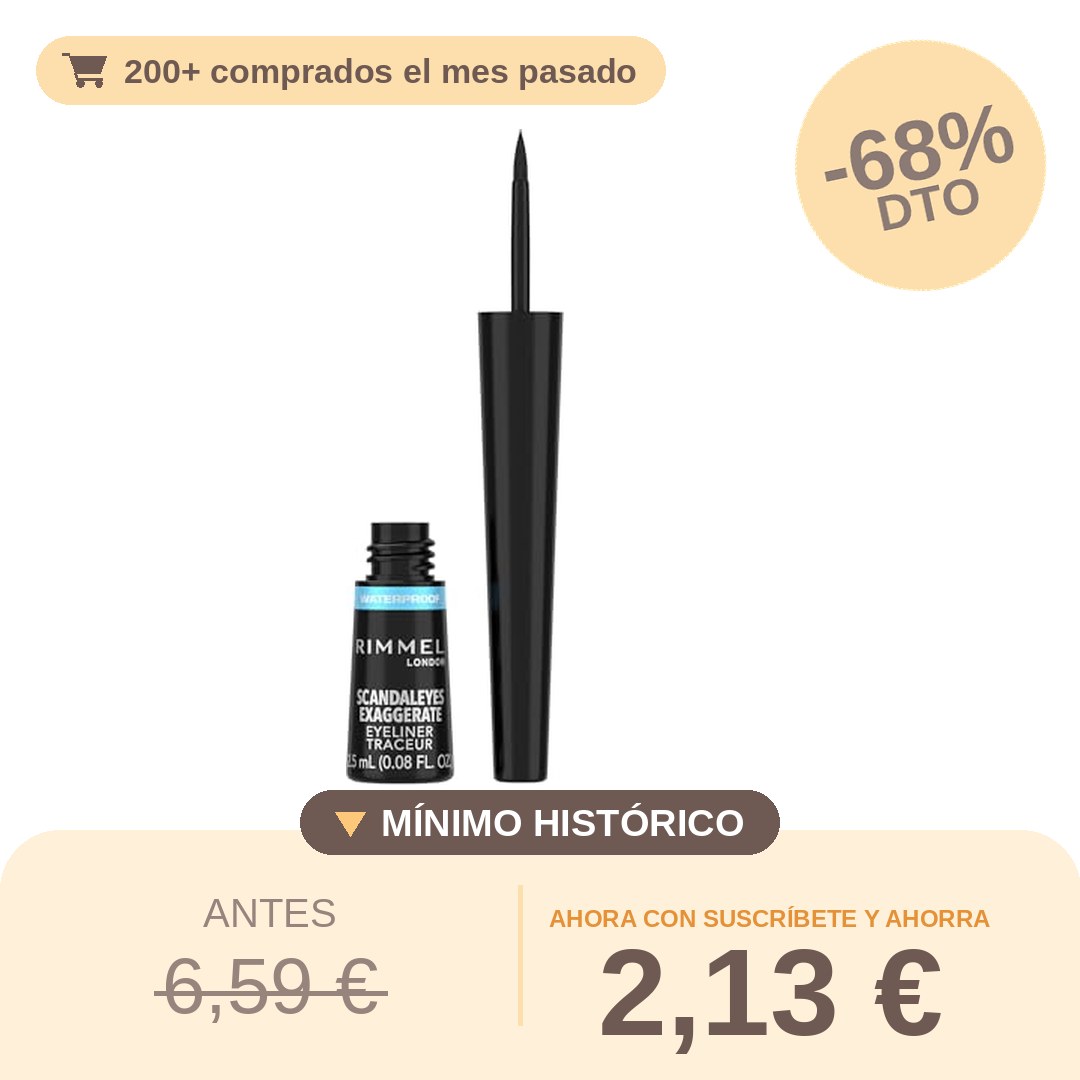 200+ comprados el mes pasado
-68%
DTO
WATERPROOF
RIMMEL
LONDON
SCANDALEYES
EXAGGERATE
EYELINER
TRACEUR
2.5 mL (0.08 FL. OZ.)
MÍNIMO HISTÓRICO
ANTES
6,59 €
AHORA CON SUSCRÍBETE Y AHORRA
2,13 €